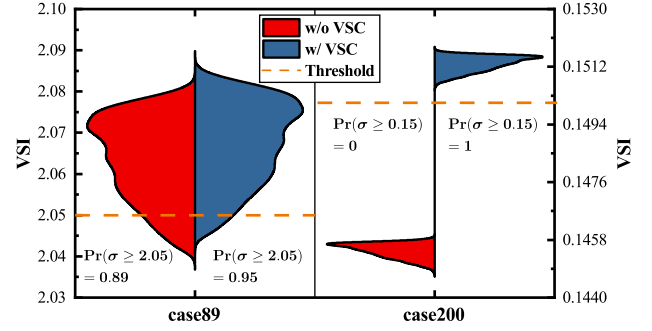 2.10
2.09
2.08
2.07
2.06
2.05
2.04
2.03
VSI
w/o VSC
w/ VSC
Threshold
Pr(σ ≥ 2.05)
= 0.89
Pr(σ ≥ 2.05)
= 0.95
Pr(σ ≥ 0.15)
= 0
Pr(σ ≥ 0.15)
= 1
0.1530
0.1512
0.1494
0.1476
0.1458
0.1440
VSI
case89
case200